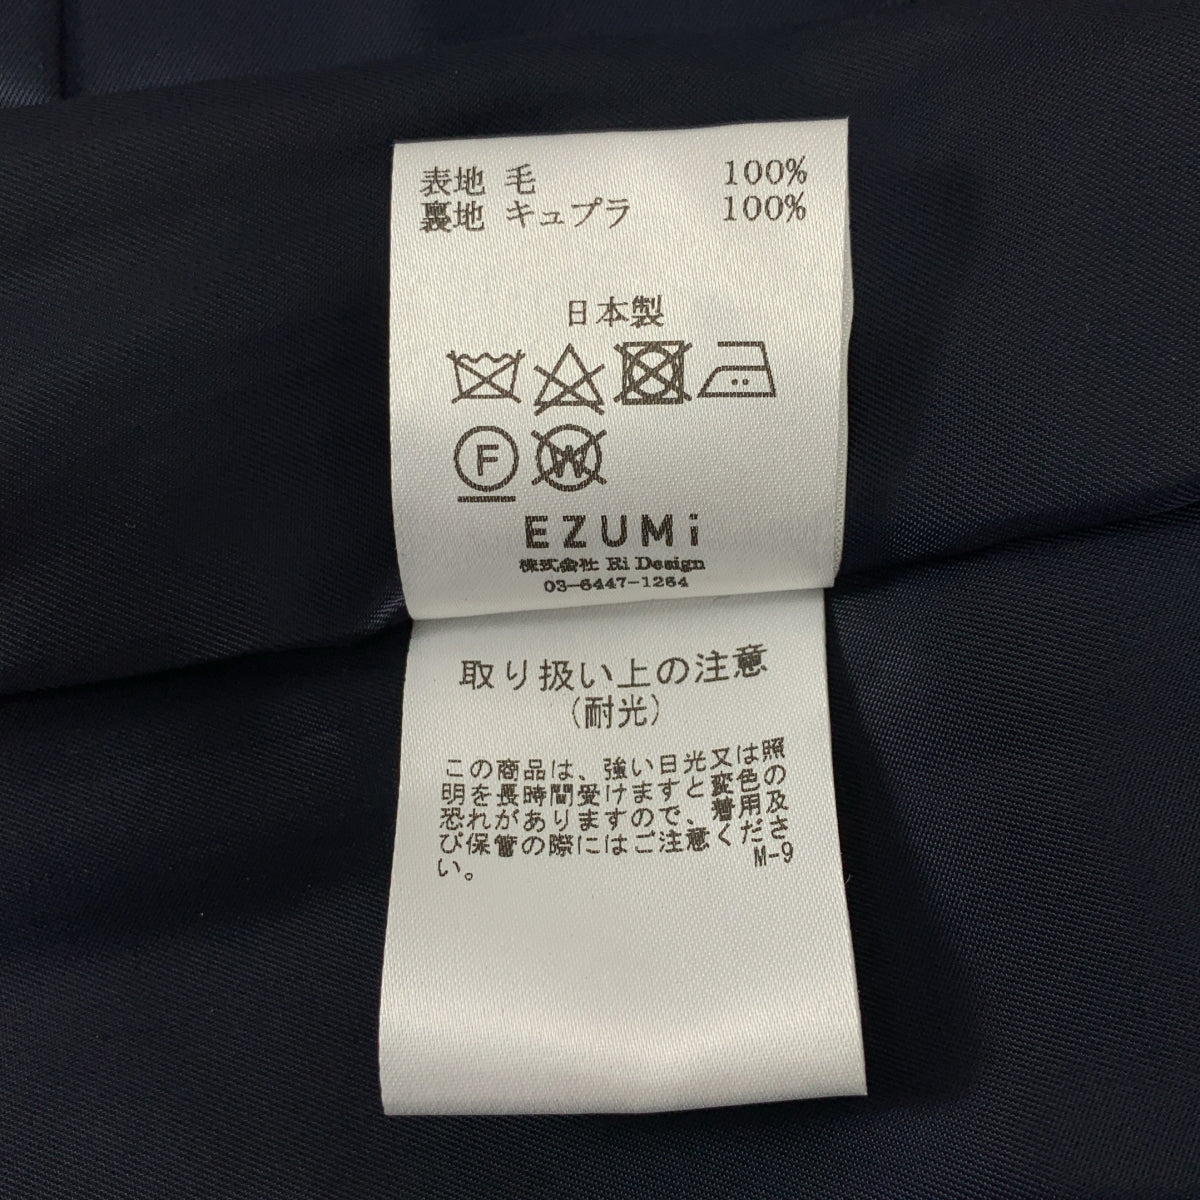 表地 毛 100%
裏地 キュプラ 100%
日本製
F W
EZUMi
株式会社 Ri Design
03-6447-1264
取り扱い上の注意
(耐光)
この商品は、強い日光又は照
明を長時間受けますと変色の
恐れがありますので、着用及
び保管の際にはご注意くださ
い。 M-9